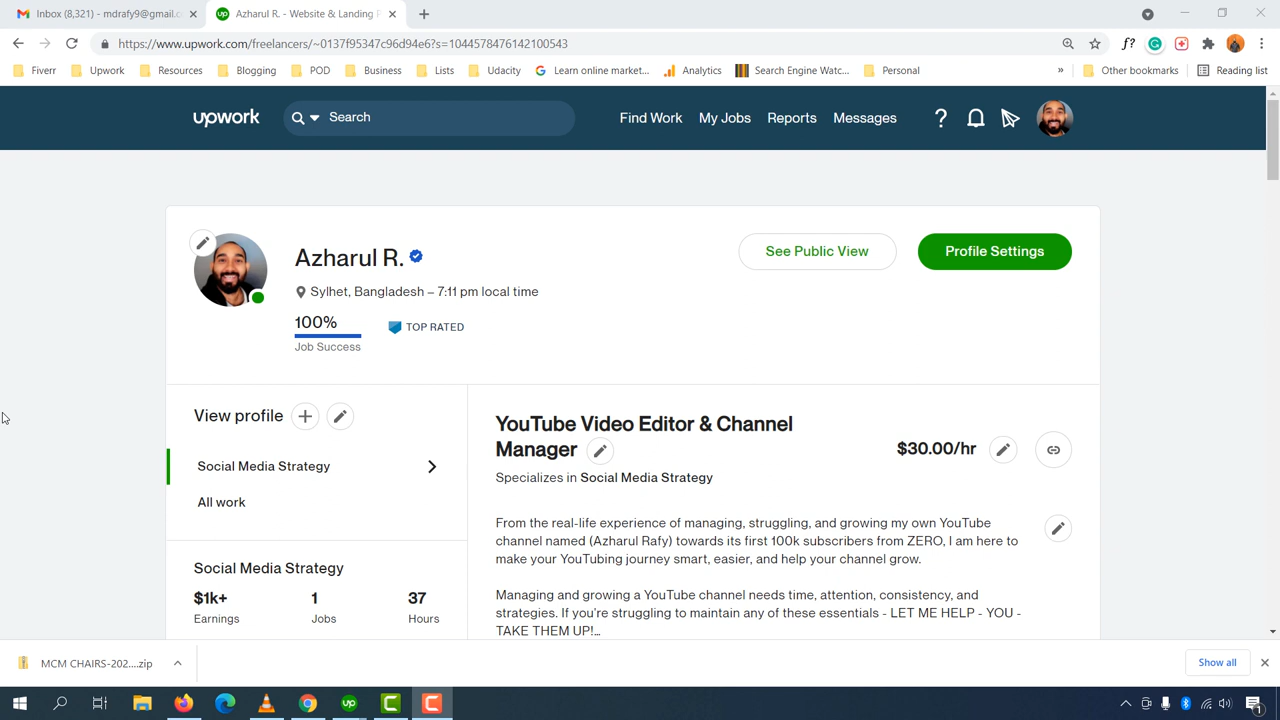 Inbox (8,321) - mdrafy9@gmail.c
Azharul R. - Website & Landing P
https://www.upwork.com/freelancers/~0137f95347c96d94e6?s=1044578476142100543
f?
Fiverr
Upwork
Resources
Blogging
POD
Business
Lists
Udacity
Learn online market...
Analytics
Search Engine Watc...
Personal
»
Other bookmarks
Reading list
upwork
Search
Find Work
My Jobs
Reports
Messages
?
Azharul R.
See Public View
Profile Settings
Sylhet, Bangladesh – 7:11 pm local time
100%
TOP RATED
Job Success
View profile
Social Media Strategy
All work
Social Media Strategy
$1k+
1
37
Earnings
Jobs
Hours
YouTube Video Editor & Channel
Manager
$30.00/hr
Specializes in Social Media Strategy
From the real-life experience of managing, struggling, and growing my own YouTube
channel named (Azharul Rafy) towards its first 100k subscribers from ZERO, I am here to
make your YouTubing journey smart, easier, and help your channel grow.
Managing and growing a YouTube channel needs time, attention, consistency, and
strategies. If you're struggling to maintain any of these essentials - LET ME HELP - YOU -
TAKE THEM UP!...
MCM CHAIRS-202....zip
Show all
up
1